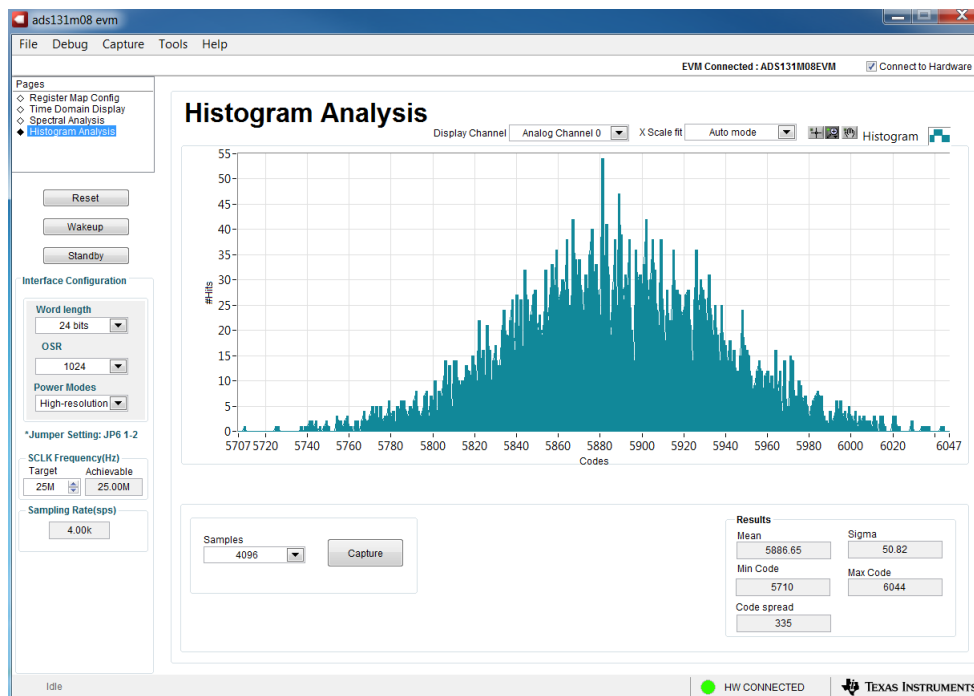 ads131m08 evm
File Debug Capture Tools Help
EVM Connected : ADS131M08EVM Connect to Hardware
Pages
Register Map Config
Time Domain Display
Spectral Analysis
Histogram Analysis
Reset
Wakeup
Standby
Interface Configuration
Word length
24 bits
OSR
1024
Power Modes
High-resolution
*Jumper Setting: JP6 1-2
SCLK Frequency(Hz)
Target Achievable
25M 25.00M
Sampling Rate(sps)
4.00k
Histogram Analysis
Display Channel Analog Channel 0 X Scale fit Auto mode Histogram
55
50
45
40
35
30
25
20
15
10
5
0
#Hits
5707 5720 5740 5760 5780 5800 5820 5840 5860 5880 5900 5920 5940 5960 5980 6000 6020 6047
Codes
Samples
4096
Capture
Results
Mean Sigma
5886.65 50.82
Min Code Max Code
5710 6044
Code spread
335
Idle HW CONNECTED TEXAS INSTRUMENTS